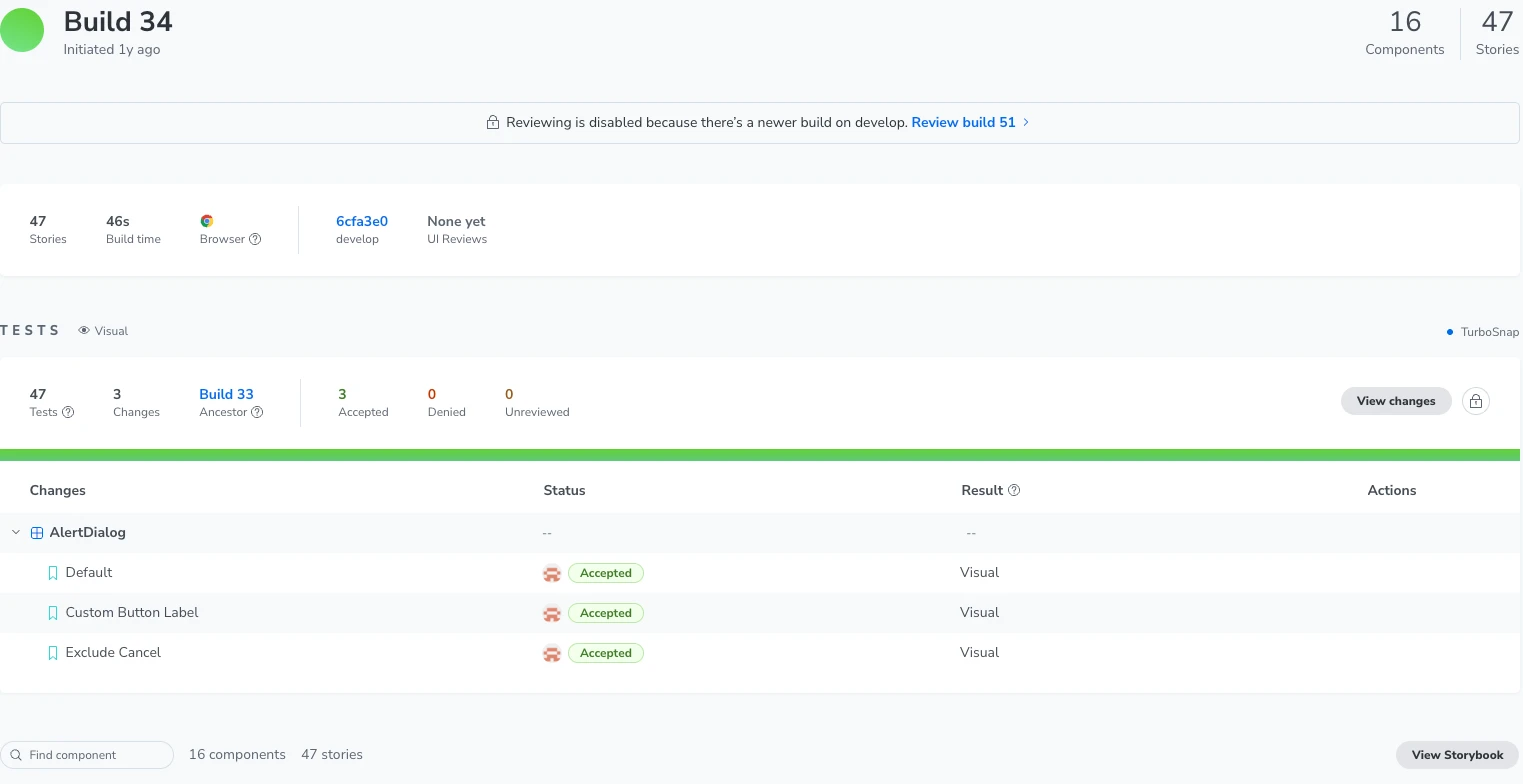 Build 34
Initiated 1y ago
16
Components
47
Stories
Reviewing is disabled because there's a newer build on develop. Review build 51
47
Stories
46s
Build time
Browser
6cfa3e0
develop
None yet
UI Reviews
TESTS Visual
TurboSnap
47
Tests
3
Changes
Build 33
Ancestor
3
Accepted
0
Denied
0
Unreviewed
View changes
Changes Status Result Actions
AlertDialog -- --
Default Accepted Visual
Custom Button Label Accepted Visual
Exclude Cancel Accepted Visual
Find component 16 components 47 stories View Storybook